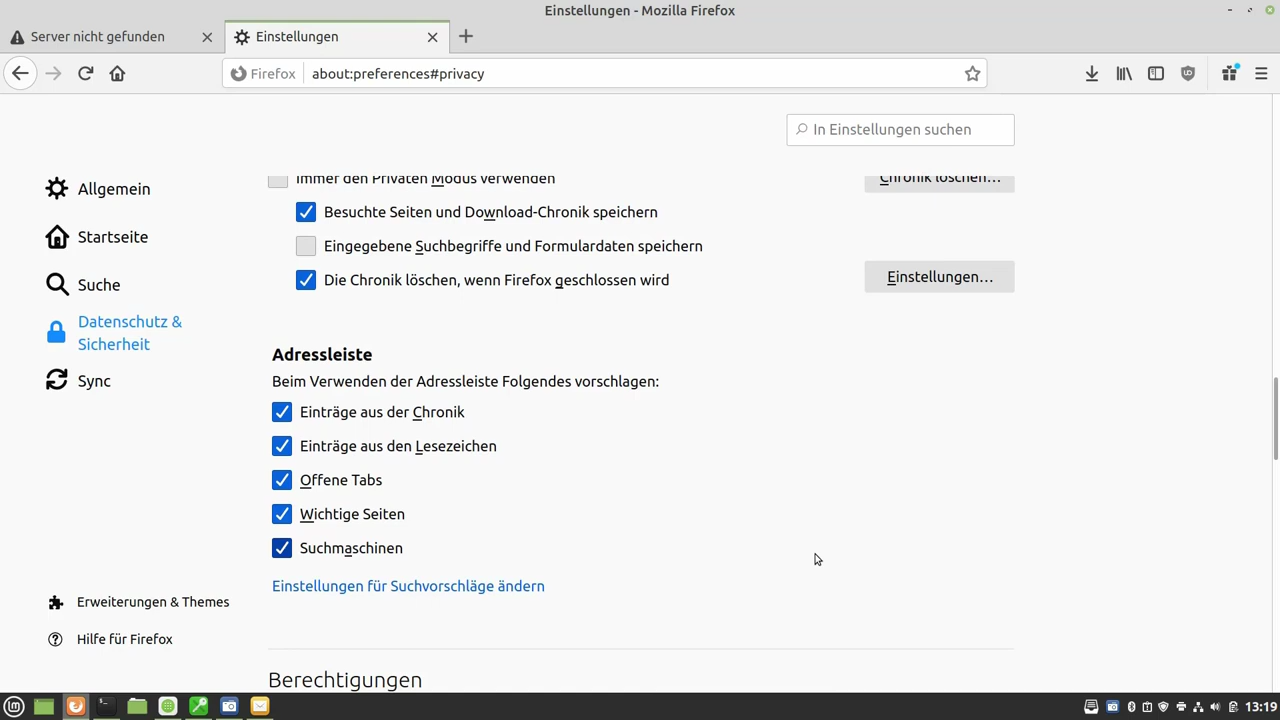 Einstellungen - Mozilla Firefox
Server nicht gefunden
Einstellungen
Firefox
about:preferences#privacy
In Einstellungen suchen
Allgemein
Startseite
Suche
Datenschutz &
Sicherheit
Sync
Erweiterungen & Themes
Hilfe für Firefox
Immer den Privaten Modus verwenden
Chronik löschen…
Besuchte Seiten und Download-Chronik speichern
Eingegebene Suchbegriffe und Formulardaten speichern
Die Chronik löschen, wenn Firefox geschlossen wird
Einstellungen…
Adressleiste
Beim Verwenden der Adressleiste Folgendes vorschlagen:
Einträge aus der Chronik
Einträge aus den Lesezeichen
Offene Tabs
Wichtige Seiten
Suchmaschinen
Einstellungen für Suchvorschläge ändern
Berechtigungen
13:19